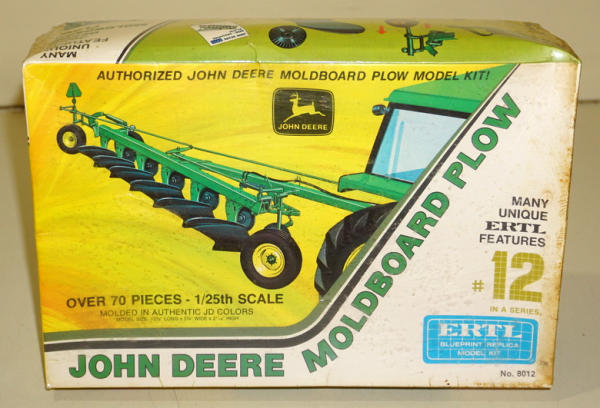 MANY
UNIQUE
AUTHORIZED JOHN DEERE MOLDBOARD PLOW MODEL KIT!
JOHN DEERE
MANY
UNIQUE
ERTL
FEATURES
#12
IN A SERIES
OVER 70 PIECES - 1/25th SCALE
MOLDED IN AUTHENTIC JD COLORS
JOHN DEERE MOLDBOARD PLOW
ERTL
BLUEPRINT REPLICA
MODEL KIT
No. 8012